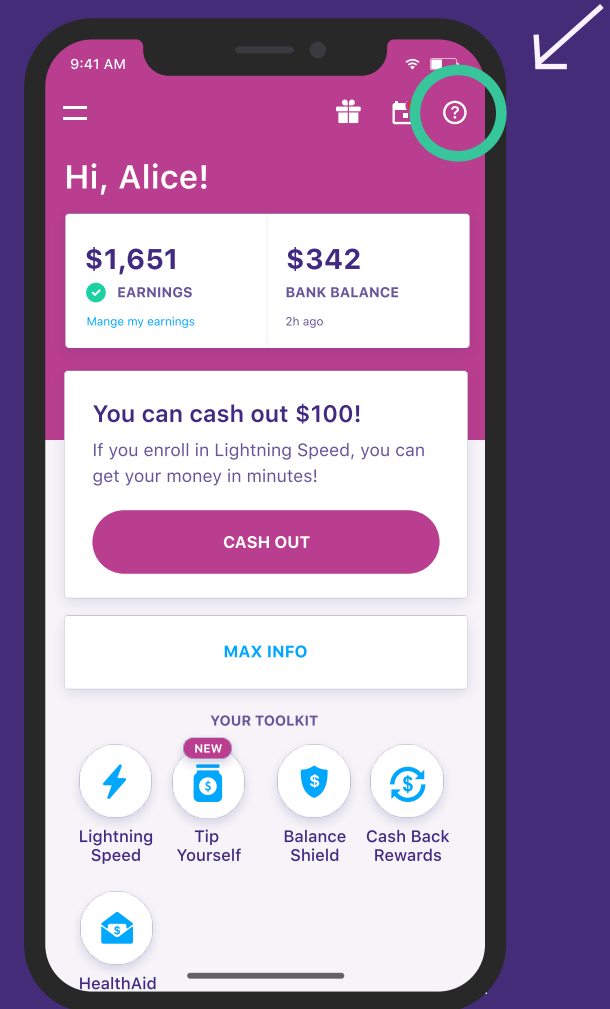 9:41 AM
?
Hi, Alice!
$1,651
EARNINGS
Mange my earnings
$342
BANK BALANCE
2h ago
You can cash out $100!
If you enroll in Lightning Speed, you can
get your money in minutes!
CASH OUT
MAX INFO
YOUR TOOLKIT
NEW
$
$
$
Lightning
Speed
Tip
Yourself
Balance
Shield
Cash Back
Rewards
$
HealthAid